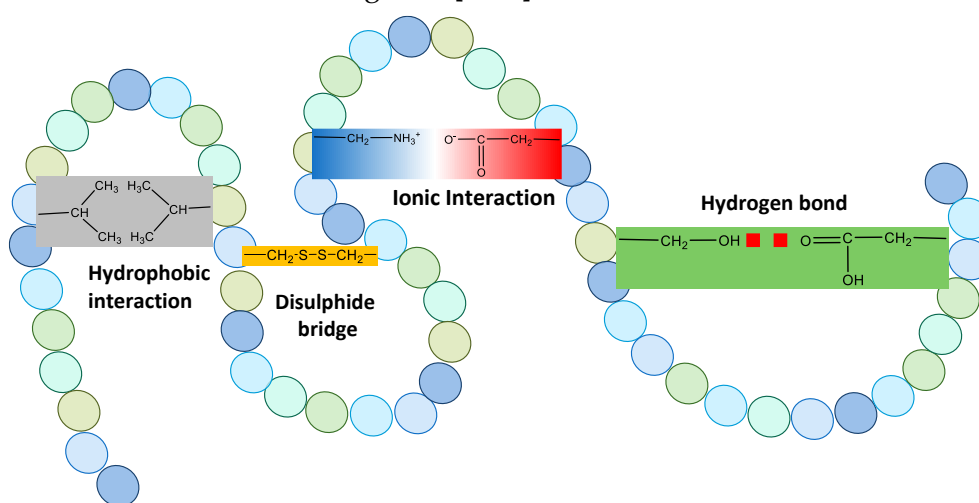 —CH₂—NH₃⁺
O⁻
C
CH₂
O
Ionic Interaction
CH₃
H₃C
CH
CH
CH₃
H₃C
Hydrophobic
interaction
—CH₂-S-S-CH₂—
Disulphide
bridge
Hydrogen bond
C₂
OH
O
C
CH₂
OH